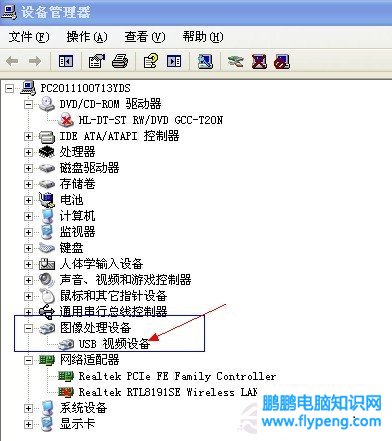 设备管理器
文件(F) 操作(A) 查看(V) 帮助(H)
PC2011100713YDS
DVD/CD-ROM 驱动器
HL-DT-ST RW/DVD GCC-T20N
IDE ATA/ATAPI 控制器
处理器
磁盘驱动器
存储卷
电池
计算机
监视器
键盘
人体学输入设备
声音、视频和游戏控制器
鼠标和其它指针设备
通用串行总线控制器
图像处理设备
USB 视频设备
网络适配器
Realtek PCIe FE Family Controller
Realtek RTL8191SE Wireless LAN
系统设备
显示卡
鹏鹏电脑知识网
www.flypeng.com